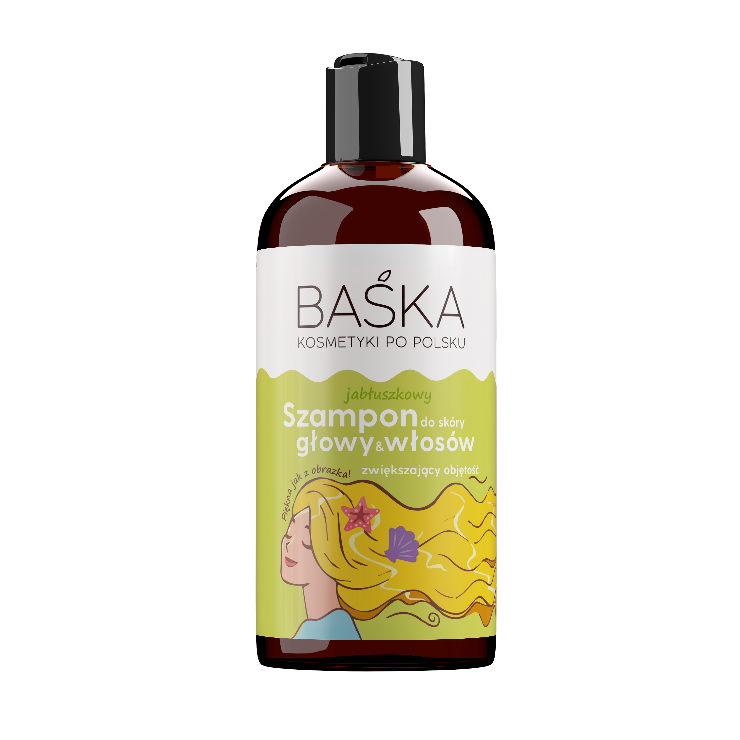 BAŚKA
KOSMETYKI PO POLSKU
jabłuszkowy
Szampon do skóry
głowy & włosów
zwiększający objętość
Piękna jak z obrazka!